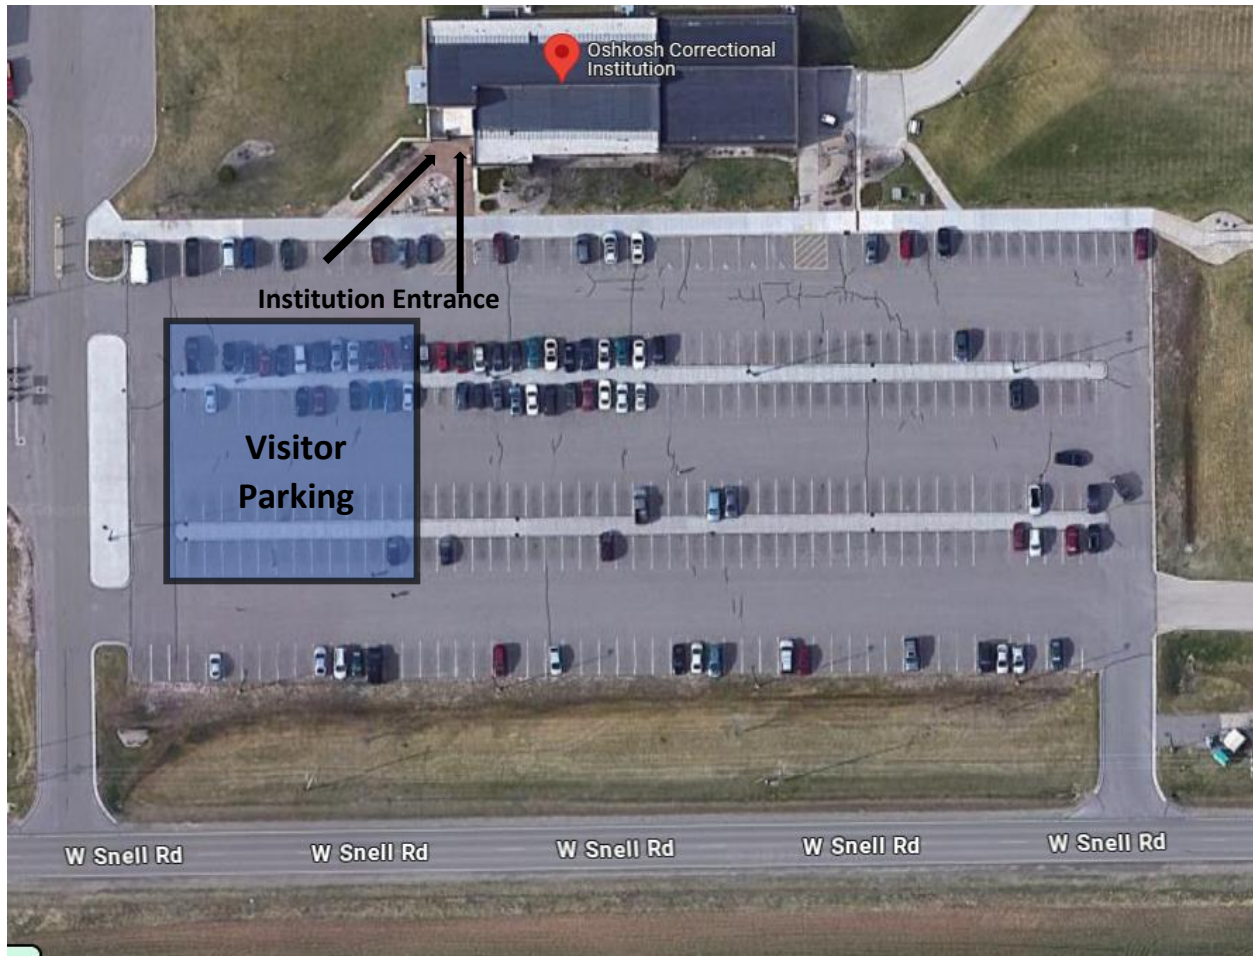 Oshkosh Correctional
Institution
Institution Entrance
Visitor
Parking
W Snell Rd
W Snell Rd
W Snell Rd
W Snell Rd
W Snell Rd